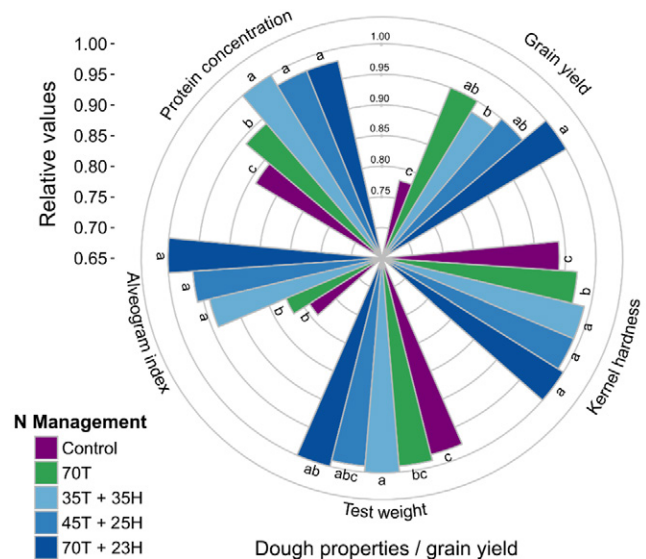 Relative values
1.00
0.95
0.90
0.85
0.80
0.75
0.70
0.65
1.00
0.95
0.90
0.85
0.80
0.75
Protein concentration
a
a
a
b
c
Grain yield
c
ab
b
ab
a
Kernel hardness
c
b
a
a
a
Test weight
ab
abc
a
bc
c
Alveogram index
a
a
a
b
b
N Management
Control
70T
35T + 35H
45T + 25H
70T + 23H
Dough properties / grain yield